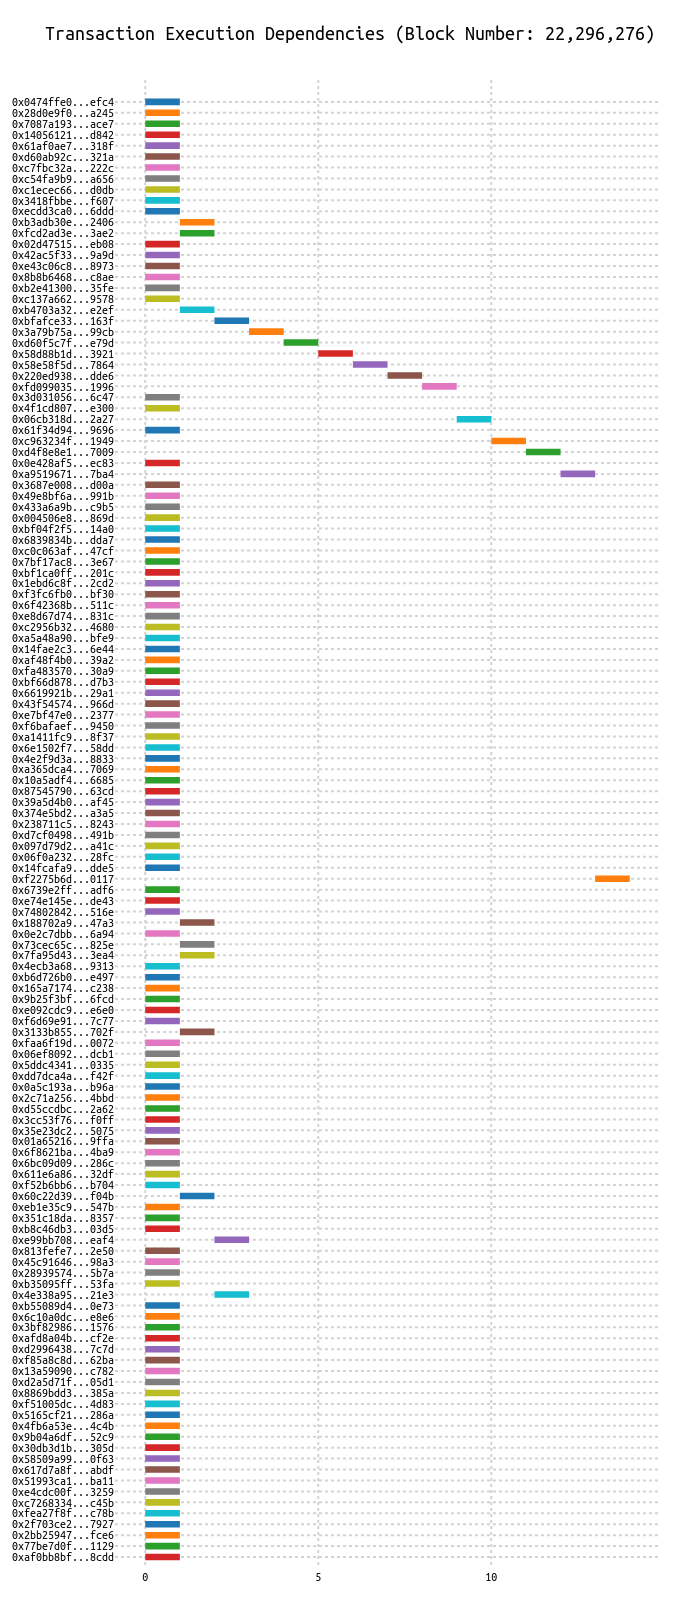 Transaction Execution Dependencies (Block Number: 22,296,276)
0x0474ffe0...efc4
0x28d0e9f0...a245
0x7087a193...ace7
0x14056121...d842
0x61af0ae7...318f
0xd60ab92c...321a
0xc7fbc32a...222c
0xc54fa9b9...a656
0xc1ecec66...d0db
0x3418fbbe...f607
0xecdd3ca0...6ddd
0xb3adb30e...2406
0xfcd2ad3e...3ae2
0x02d47515...eb08
0x42ac5f33...9a9d
0xe43c06c8...8973
0x8b8b6468...c8ae
0xb2e41300...35fe
0xc137a662...9578
0xb4703a32...e2ef
0xbfafce33...163f
0x3a79b75a...99cb
0xd60f5c7f...e79d
0x58d88b1d...3921
0x58e58f5d...7864
0x220ed938...dde6
0xfd099035...1996
0x3d031056...6c47
0x4f1cd807...e300
0x06cb318d...2a27
0x61f34d94...9696
0xc963234f...1949
0xd4f8e8e1...7009
0x0e428af5...ec83
0xa9519671...7ba4
0x3687e008...d00a
0x49e8bf6a...991b
0x433a6a9b...c9b5
0x004506e8...869d
0xbf04f2f5...14a0
0x6839834b...dda7
0xc0c063af...47cf
0x7bf17ac8...3e67
0xbf1ca0ff...201c
0x1ebd6c8f...2cd2
0xf3fc6fb0...bf30
0x6f42368b...511c
0xe8d67d74...831c
0xc2956b32...4680
0xa5a48a90...bfe9
0x14fae2c3...6e44
0xaf48f4b0...39a2
0xfa483570...30a9
0xbf66d878...d7b3
0x6619921b...29a1
0x43f54574...966d
0xe7bf47e0...2377
0xf6bafaef...9450
0xa1411fc9...8f37
0x6e1502f7...58dd
0x4e2f9d3a...8833
0xa365dca4...7069
0x10a5adf4...6685
0x87545790...63cd
0x39a5d4b0...af45
0x374e5bd2...a3a5
0x238711c5...8243
0xd7cf0498...491b
0x097d79d2...a41c
0x06f0a232...28fc
0x14fcafa9...dde5
0xf2275b6d...0117
0x6739e2ff...adf6
0xe74e145e...de43
0x74802842...516e
0x188702a9...47a3
0x0e2c7dbb...6a94
0x73cec65c...825e
0x7fa95d43...3ea4
0x4ecb3a68...9313
0xb6d726b0...e497
0x165a7174...c238
0x9b25f3bf...6fcd
0xe092cdc9...e6e0
0xf6d69e91...7c77
0x3133b855...702f
0xfaa6f19d...0072
0x06ef8092...dcb1
0x5ddc4341...0335
0xdd7dca4a...f42f
0x0a5c193a...b96a
0x2c71a256...4bbd
0xd55ccdbc...2a62
0x3cc53f76...f0ff
0x35e23dc2...5075
0x01a65216...9ffa
0x6f8621ba...4ba9
0x6bc09d09...286c
0x611e6a86...32df
0xf52b6bb6...b704
0x60c22d39...f04b
0xeb1e35c9...547b
0x351c18da...8357
0xb8c46db3...03d5
0xe99bb708...eaf4
0x813fefe7...2e50
0x45c91646...98a3
0x28939574...5b7a
0xb35095ff...53fa
0x4e338a95...21e3
0xb55089d4...0e73
0x6c10a0dc...e8e6
0x3bf82986...1576
0xafd8a04b...cf2e
0xd2996438...7c7d
0xf85a8c8d...62ba
0x13a59090...c782
0xd2a5d71f...05d1
0x8869bdd3...385a
0xf51005dc...4d83
0x5165cf21...286a
0x4fb6a53e...4c4b
0x9b04a6df...52c9
0x30db3d1b...305d
0x58509a99...0f63
0x617d7a8f...abdf
0x51993ca1...ba11
0xe4cdc00f...3259
0xc7268334...c45b
0xfea27f8f...c78b
0x2f703ce2...7927
0x2bb25947...fce6
0x77be7d0f...1129
0xaf0bb8bf...8cdd
0 5 10